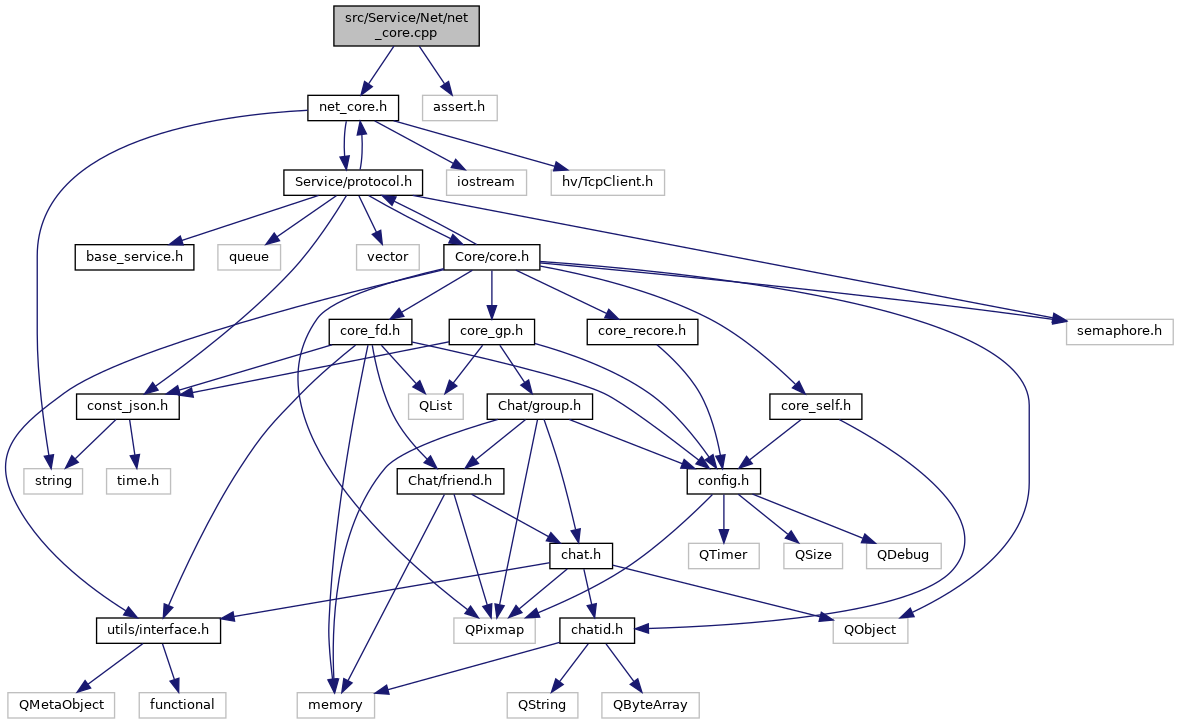 src/Service/Net/net
_core.cpp
net_core.h
assert.h
Service/protocol.h
iostream
hv/TcpClient.h
base_service.h
queue
vector
Core/core.h
core_fd.h
core_gp.h
core_recore.h
semaphore.h
const_json.h
QList
Chat/group.h
core_self.h
string
time.h
Chat/friend.h
config.h
chat.h
QTimer
QSize
QDebug
utils/interface.h
QPixmap
chatid.h
QObject
QMetaObject
functional
memory
QString
QByteArray